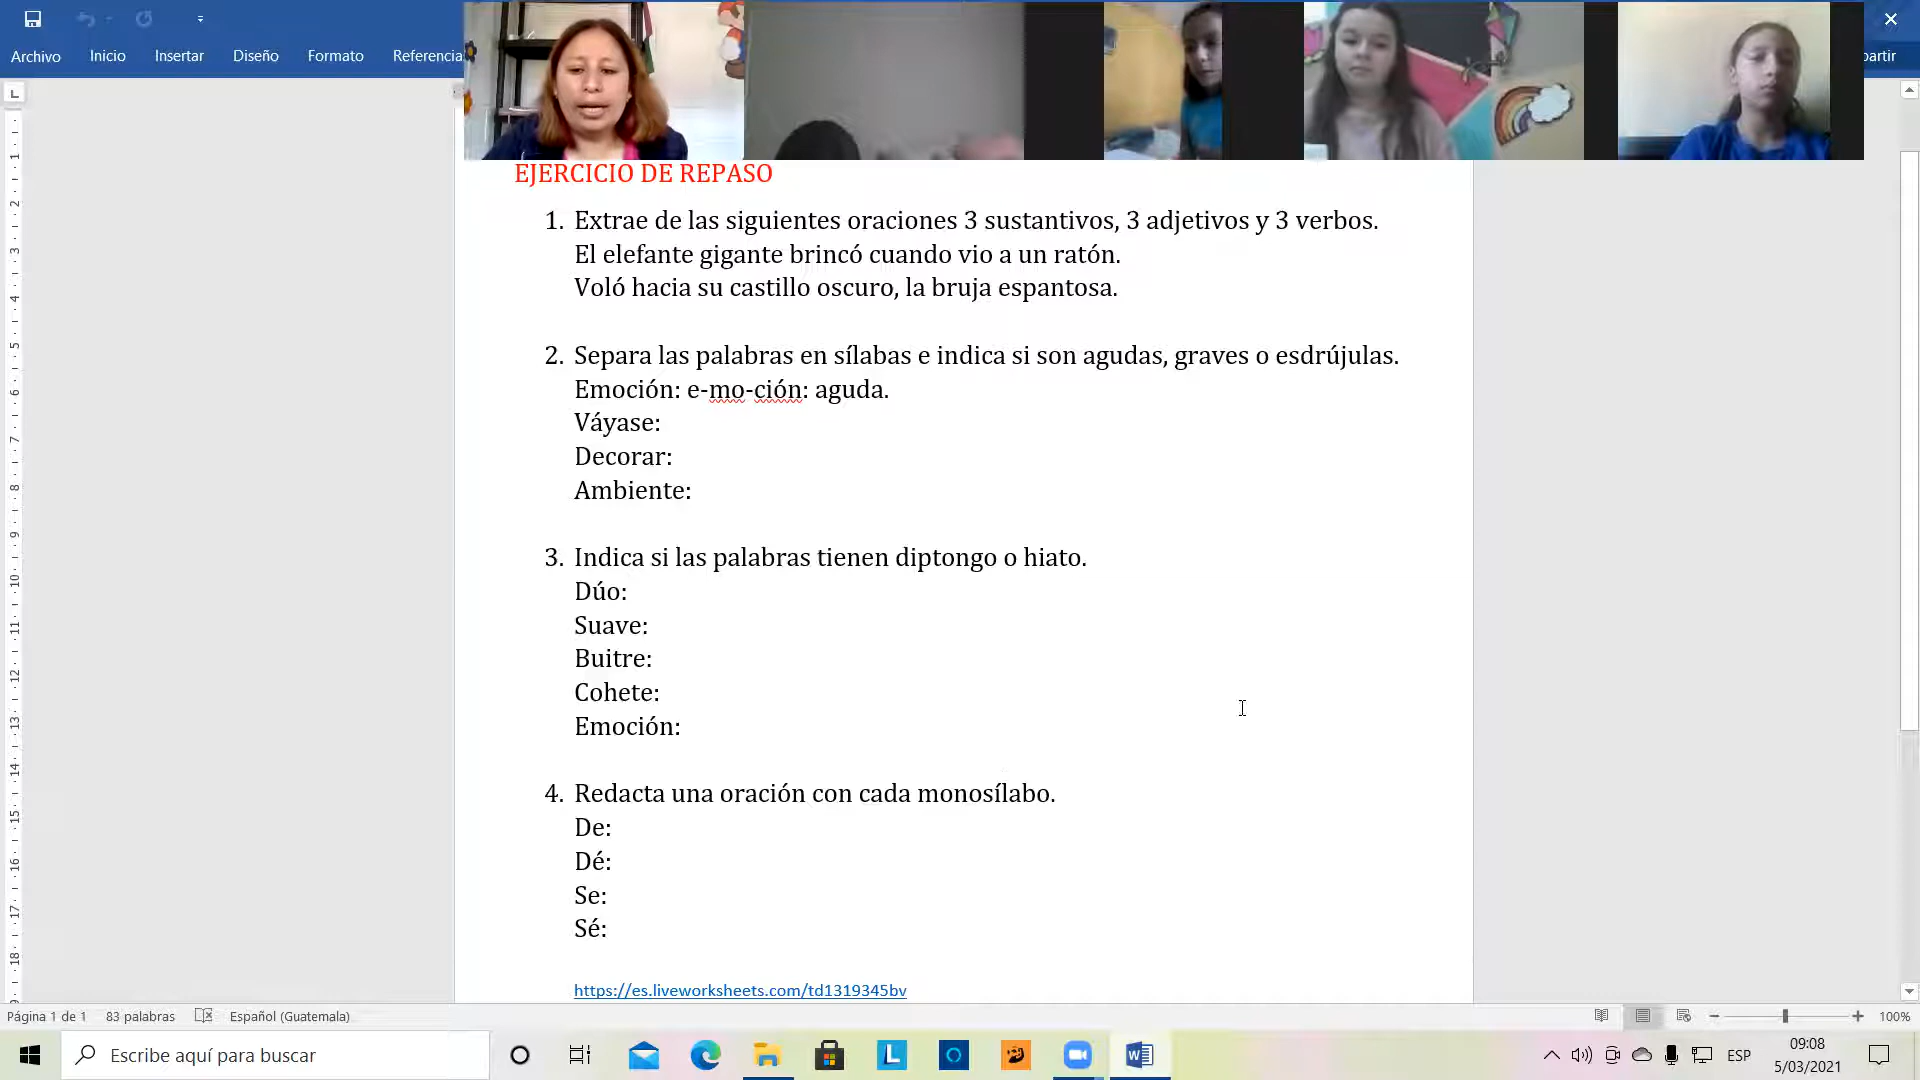 Archivo Inicio Insertar Diseño Formato Referencia
EJERCICIO DE REPASO
1. Extrae de las siguientes oraciones 3 sustantivos, 3 adjetivos y 3 verbos.
El elefante gigante brincó cuando vio a un ratón.
Voló hacia su castillo oscuro, la bruja espantosa.
2. Separa las palabras en sílabas e indica si son agudas, graves o esdrújulas.
Emoción: e-mo-ción: aguda.
Váyase:
Decorar:
Ambiente:
3. Indica si las palabras tienen diptongo o hiato.
Dúo:
Suave:
Buitre:
Cohete:
Emoción:
4. Redacta una oración con cada monosílabo.
De:
Dé:
Se:
Sé:
https://es.liveworksheets.com/td1319345bv
Página 1 de 1 83 palabras Español (Guatemala) 100%
Escribe aquí para buscar
ESP
09:08
5/03/2021